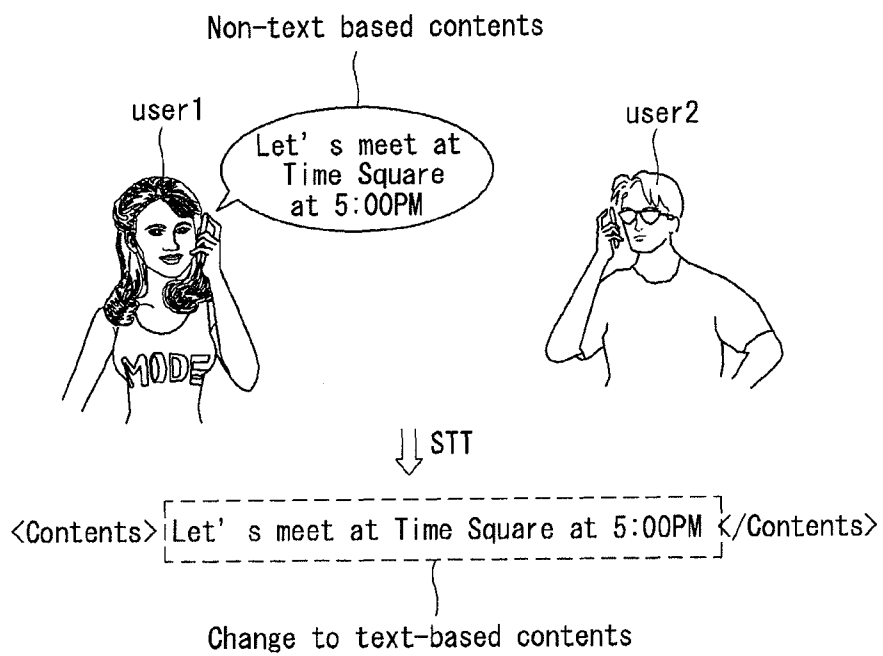 Non-text based contents
user1
user2
Let's meet at
Time Square
at 5:00PM
MODE
STT
<Contents> Let's meet at Time Square at 5:00PM </Contents>
Change to text-based contents